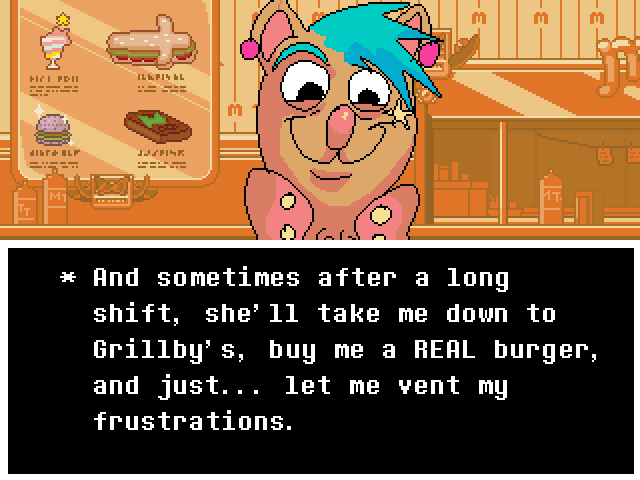 M M M M
M
* And sometimes after a long
shift, she'll take me down to
Grillby's, buy me a REAL burger,
and just... let me vent my
frustrations.